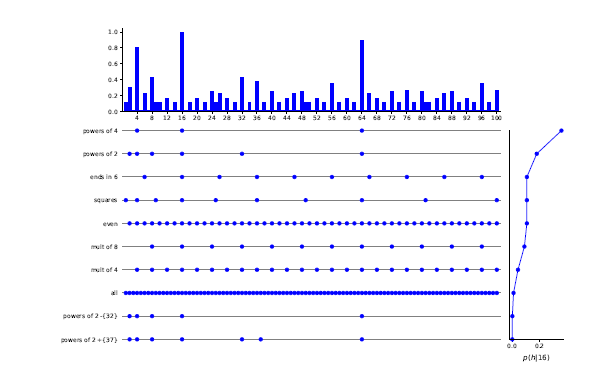 1.0
0.8
0.6
0.4
0.2
0.0
4 8 12 16 20 24 28 32 36 40 44 48 52 56 60 64 68 72 76 80 84 88 92 96 100
powers of 4
powers of 2
ends in 6
squares
even
mult of 8
mult of 4
all
powers of 2 -{32}
powers of 2 +{37}
0.0 0.2
p(h|16)